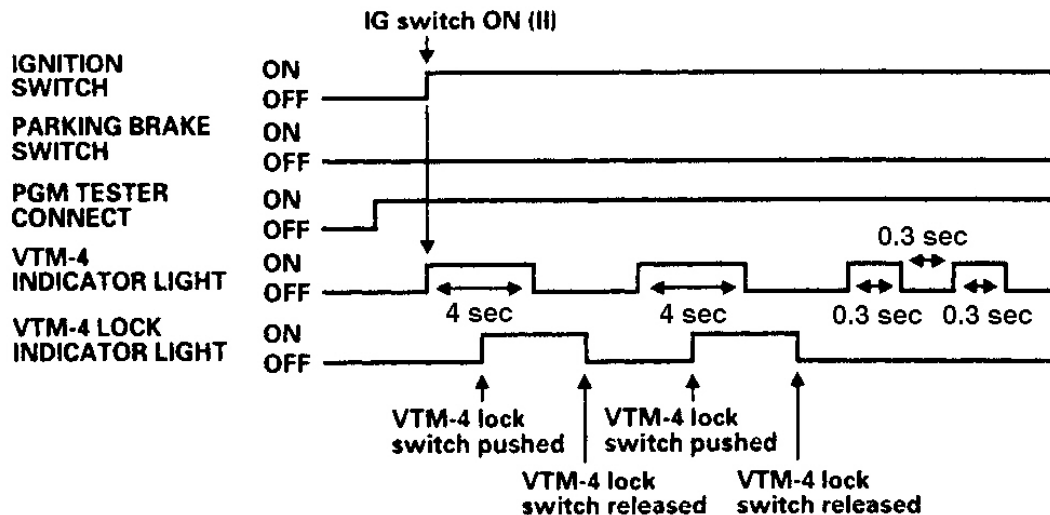 IG switch ON (II)
IGNITION
SWITCH
ON
OFF
PARKING BRAKE
SWITCH
ON
OFF
PGM TESTER
CONNECT
ON
OFF
0.3 sec
VTM-4
INDICATOR LIGHT
ON
OFF
4 sec
4 sec
0.3 sec
0.3 sec
VTM-4 LOCK
INDICATOR LIGHT
ON
OFF
VTM-4 lock
switch pushed
VTM-4 lock
switch pushed
VTM-4 lock
switch released
VTM-4 lock
switch released